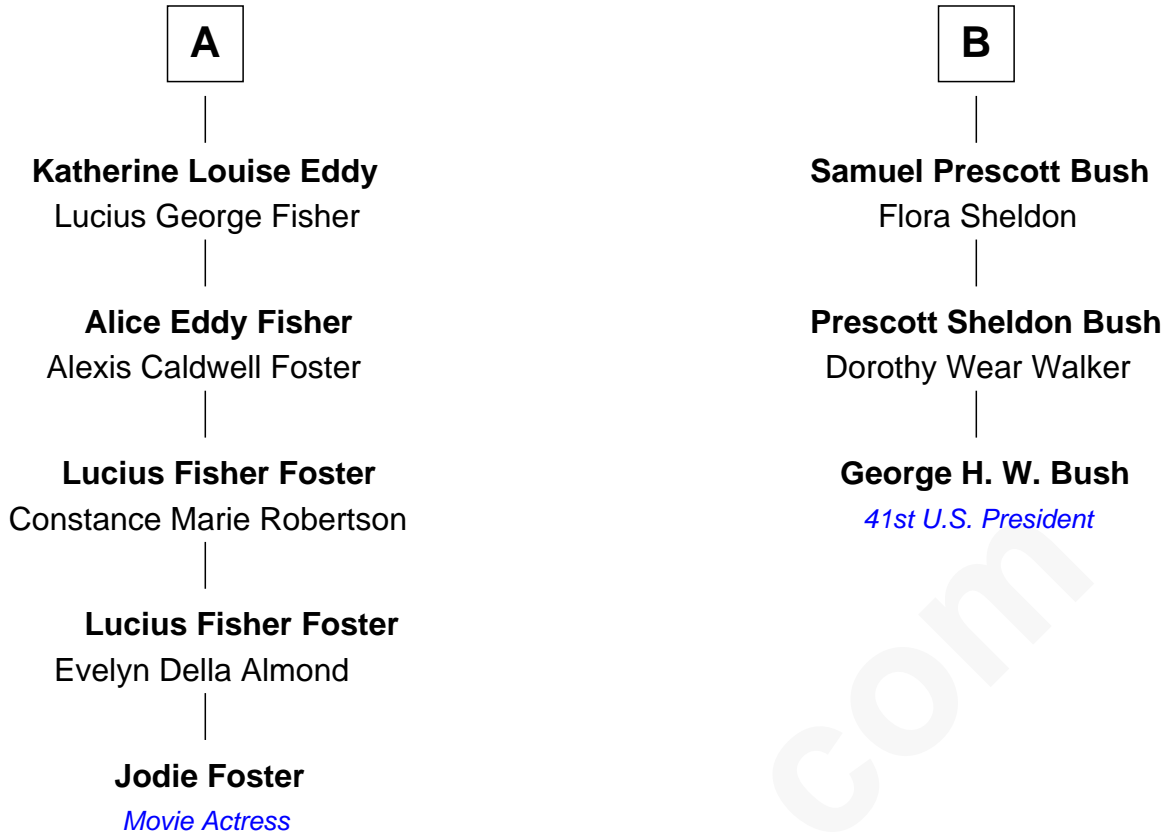 A
Katherine Louise Eddy
Lucius George Fisher
Alice Eddy Fisher
Alexis Caldwell Foster
Lucius Fisher Foster
Constance Marie Robertson
Lucius Fisher Foster
Evelyn Della Almond
Jodie Foster
Movie Actress
B
Samuel Prescott Bush
Flora Sheldon
Prescott Sheldon Bush
Dorothy Wear Walker
George H. W. Bush
41st U.S. President
com